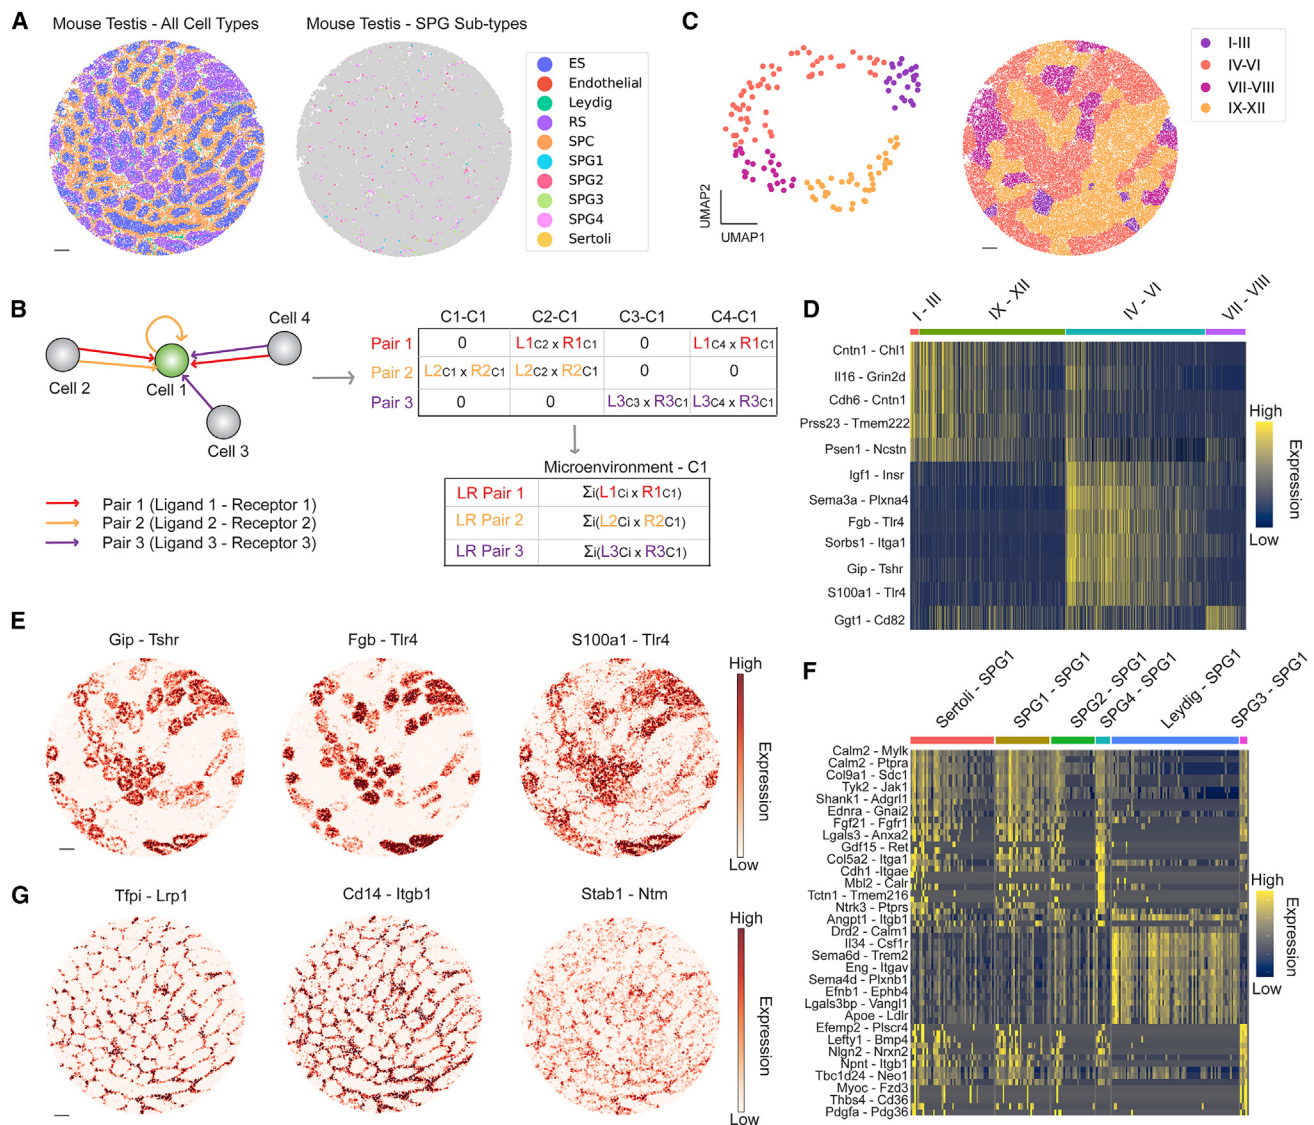 A
Mouse Testis - All Cell Types
Mouse Testis - SPG Sub-types
ES
Endothelial
Leydig
RS
SPC
SPG1
SPG2
SPG3
SPG4
Sertoli
C
UMAP2
UMAP1
I-III
IV-VI
VII-VIII
IX-XII
B
Cell 4
Cell 2
Cell 1
Cell 3
Pair 1 (Ligand 1 - Receptor 1)
Pair 2 (Ligand 2 - Receptor 2)
Pair 3 (Ligand 3 - Receptor 3)
C1-C1 C2-C1 C3-C1 C4-C1
Pair 1 0 L1C2 x R1C1 0 L1C4 x R1C1
Pair 2 L2C1 x R2C1 L2C2 x R2C1 0 0
Pair 3 0 0 L3C3 x R3C1 L3C4 x R3C1
Microenvironment - C1
LR Pair 1 Σi(L1Ci x R1C1)
LR Pair 2 Σi(L2Ci x R2C1)
LR Pair 3 Σi(L3Ci x R3C1)
D
I - III
IX - XII
IV - VI
VII - VIII
Cntn1 - Chl1
Il16 - Grin2d
Cdh6 - Cntn1
Prss23 - Tmem222
Psen1 - Ncstn
Igf1 - Insr
Sema3a - Plxna4
Fgb - Tlr4
Sorbs1 - Itga1
Gip - Tshr
S100a1 - Tlr4
Ggt1 - Cd82
High
Expression
Low
E
Gip - Tshr
Fgb - Tlr4
S100a1 - Tlr4
High
Expression
Low
F
Sertoli - SPG1
SPG1 - SPG1
SPG2 - SPG1
SPG4 - SPG1
Leydig - SPG1
SPG3 - SPG1
Calm2 - Mylk
Calm2 - Ptpra
Col9a1 - Sdc1
Tyk2 - Jak1
Shank1 - Adgrl1
Ednra - Gnai2
Fgf21 - Fgfr1
Lgals3 - Anxa2
Gdf15 - Ret
Col5a2 - Itga1
Cdh1 -Itgae
Mbl2 - Calr
Tctn1 - Tmem216
Ntrk3 - Ptprs
Angpt1 - Itgb1
Drd2 - Calm1
Il34 - Csf1r
Sema6d - Trem2
Eng - Itgav
Sema4d - Plxnb1
Efnb1 - Ephb4
Lgals3bp - Vangl1
Apoe - Ldlr
Efemp2 - Plscr4
Lefty1 - Bmp4
Nlgn2 - Nrxn2
Npnt - Itgb1
Tbc1d24 - Neo1
Myoc - Fzd3
Thbs4 - Cd36
Pdgfa - Pdg36
High
Expression
Low
G
Tfpi - Lrp1
Cd14 - Itgb1
Stab1 - Ntm
High
Expression
Low